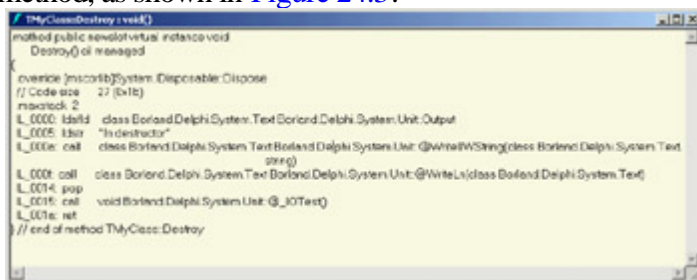 method, as shown in Figure 24.3.
TMyClass::Destroy : void()
.method public newslot virtual instance void
Destroy() cil managed
{
.override [mscorlib]System.IDisposable::Dispose
// Code size 27 (0x1b)
.maxstack 2
IL_0000: ldsfld class Borland.Delphi.System.Text Borland.Delphi.System.Unit::Output
IL_0005: ldstr "In destructor"
IL_000a: call class Borland.Delphi.System.Text Borland.Delphi.System.Unit::@Write0WString(class Borland.Delphi.System.Text,
string)
IL_000f: call class Borland.Delphi.System.Text Borland.Delphi.System.Unit::@WriteLn(class Borland.Delphi.System.Text)
IL_0014: pop
IL_0015: call void Borland.Delphi.System.Unit::@_IOTest()
IL_001a: ret
} // end of method TMyClass::Destroy